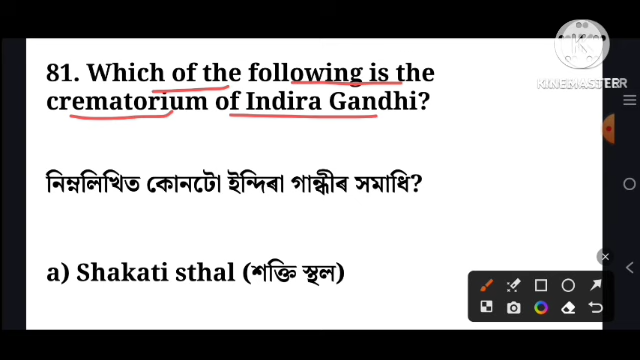 81. Which of the following is the
crematorium of Indira Gandhi?
নিম্নলিখিত কোনটো ইন্দিৰা গান্ধীৰ সমাধি?
a) Shakati sthal (শক্তি স্থল)
KINEMASTER